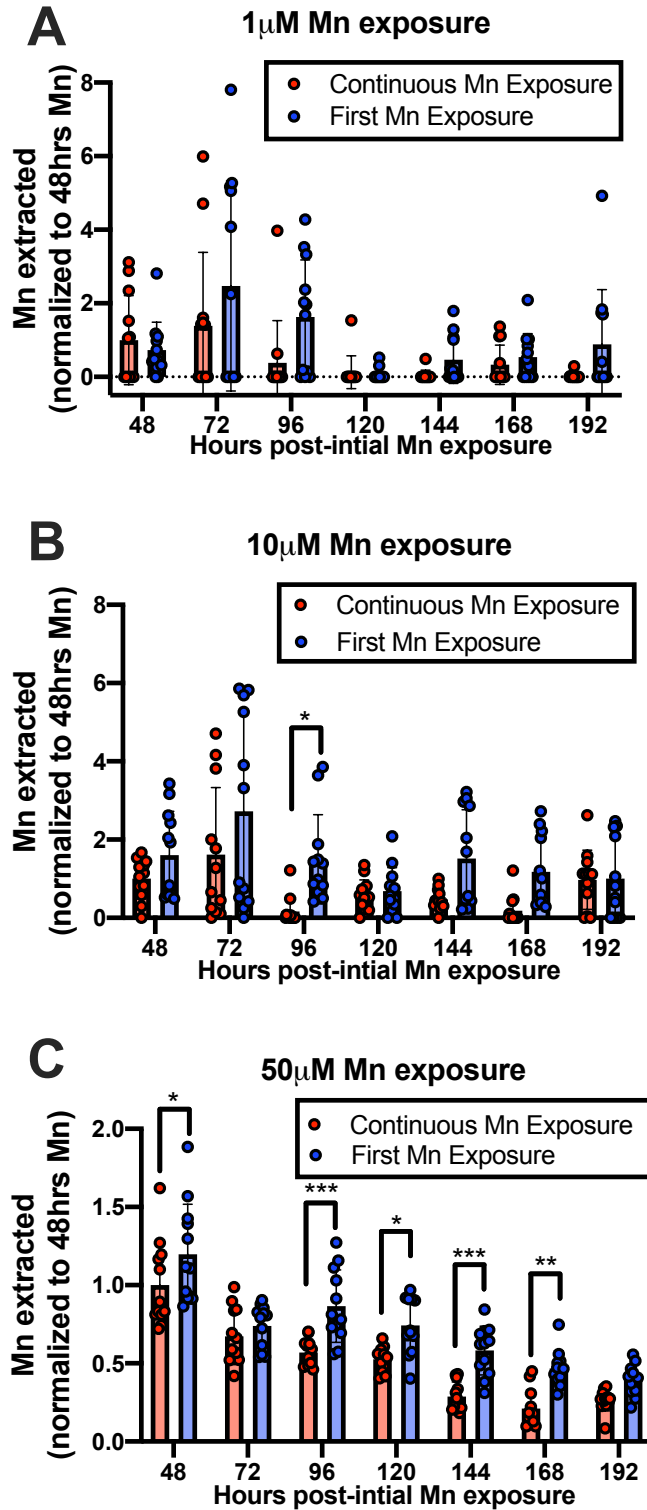 A
1μM Mn exposure
Continuous Mn Exposure
First Mn Exposure
Mn extracted
(normalized to 48hrs Mn)
8
6
4
2
0
48 72 96 120 144 168 192
Hours post-intial Mn exposure
B
10μM Mn exposure
Continuous Mn Exposure
First Mn Exposure
Mn extracted
(normalized to 48hrs Mn)
8
6
4
2
0
*
48 72 96 120 144 168 192
Hours post-intial Mn exposure
C
50μM Mn exposure
Continuous Mn Exposure
First Mn Exposure
Mn extracted
(normalized to 48hrs Mn)
2.0
1.5
1.0
0.5
0.0
* *** * *** **
48 72 96 120 144 168 192
Hours post-intial Mn exposure